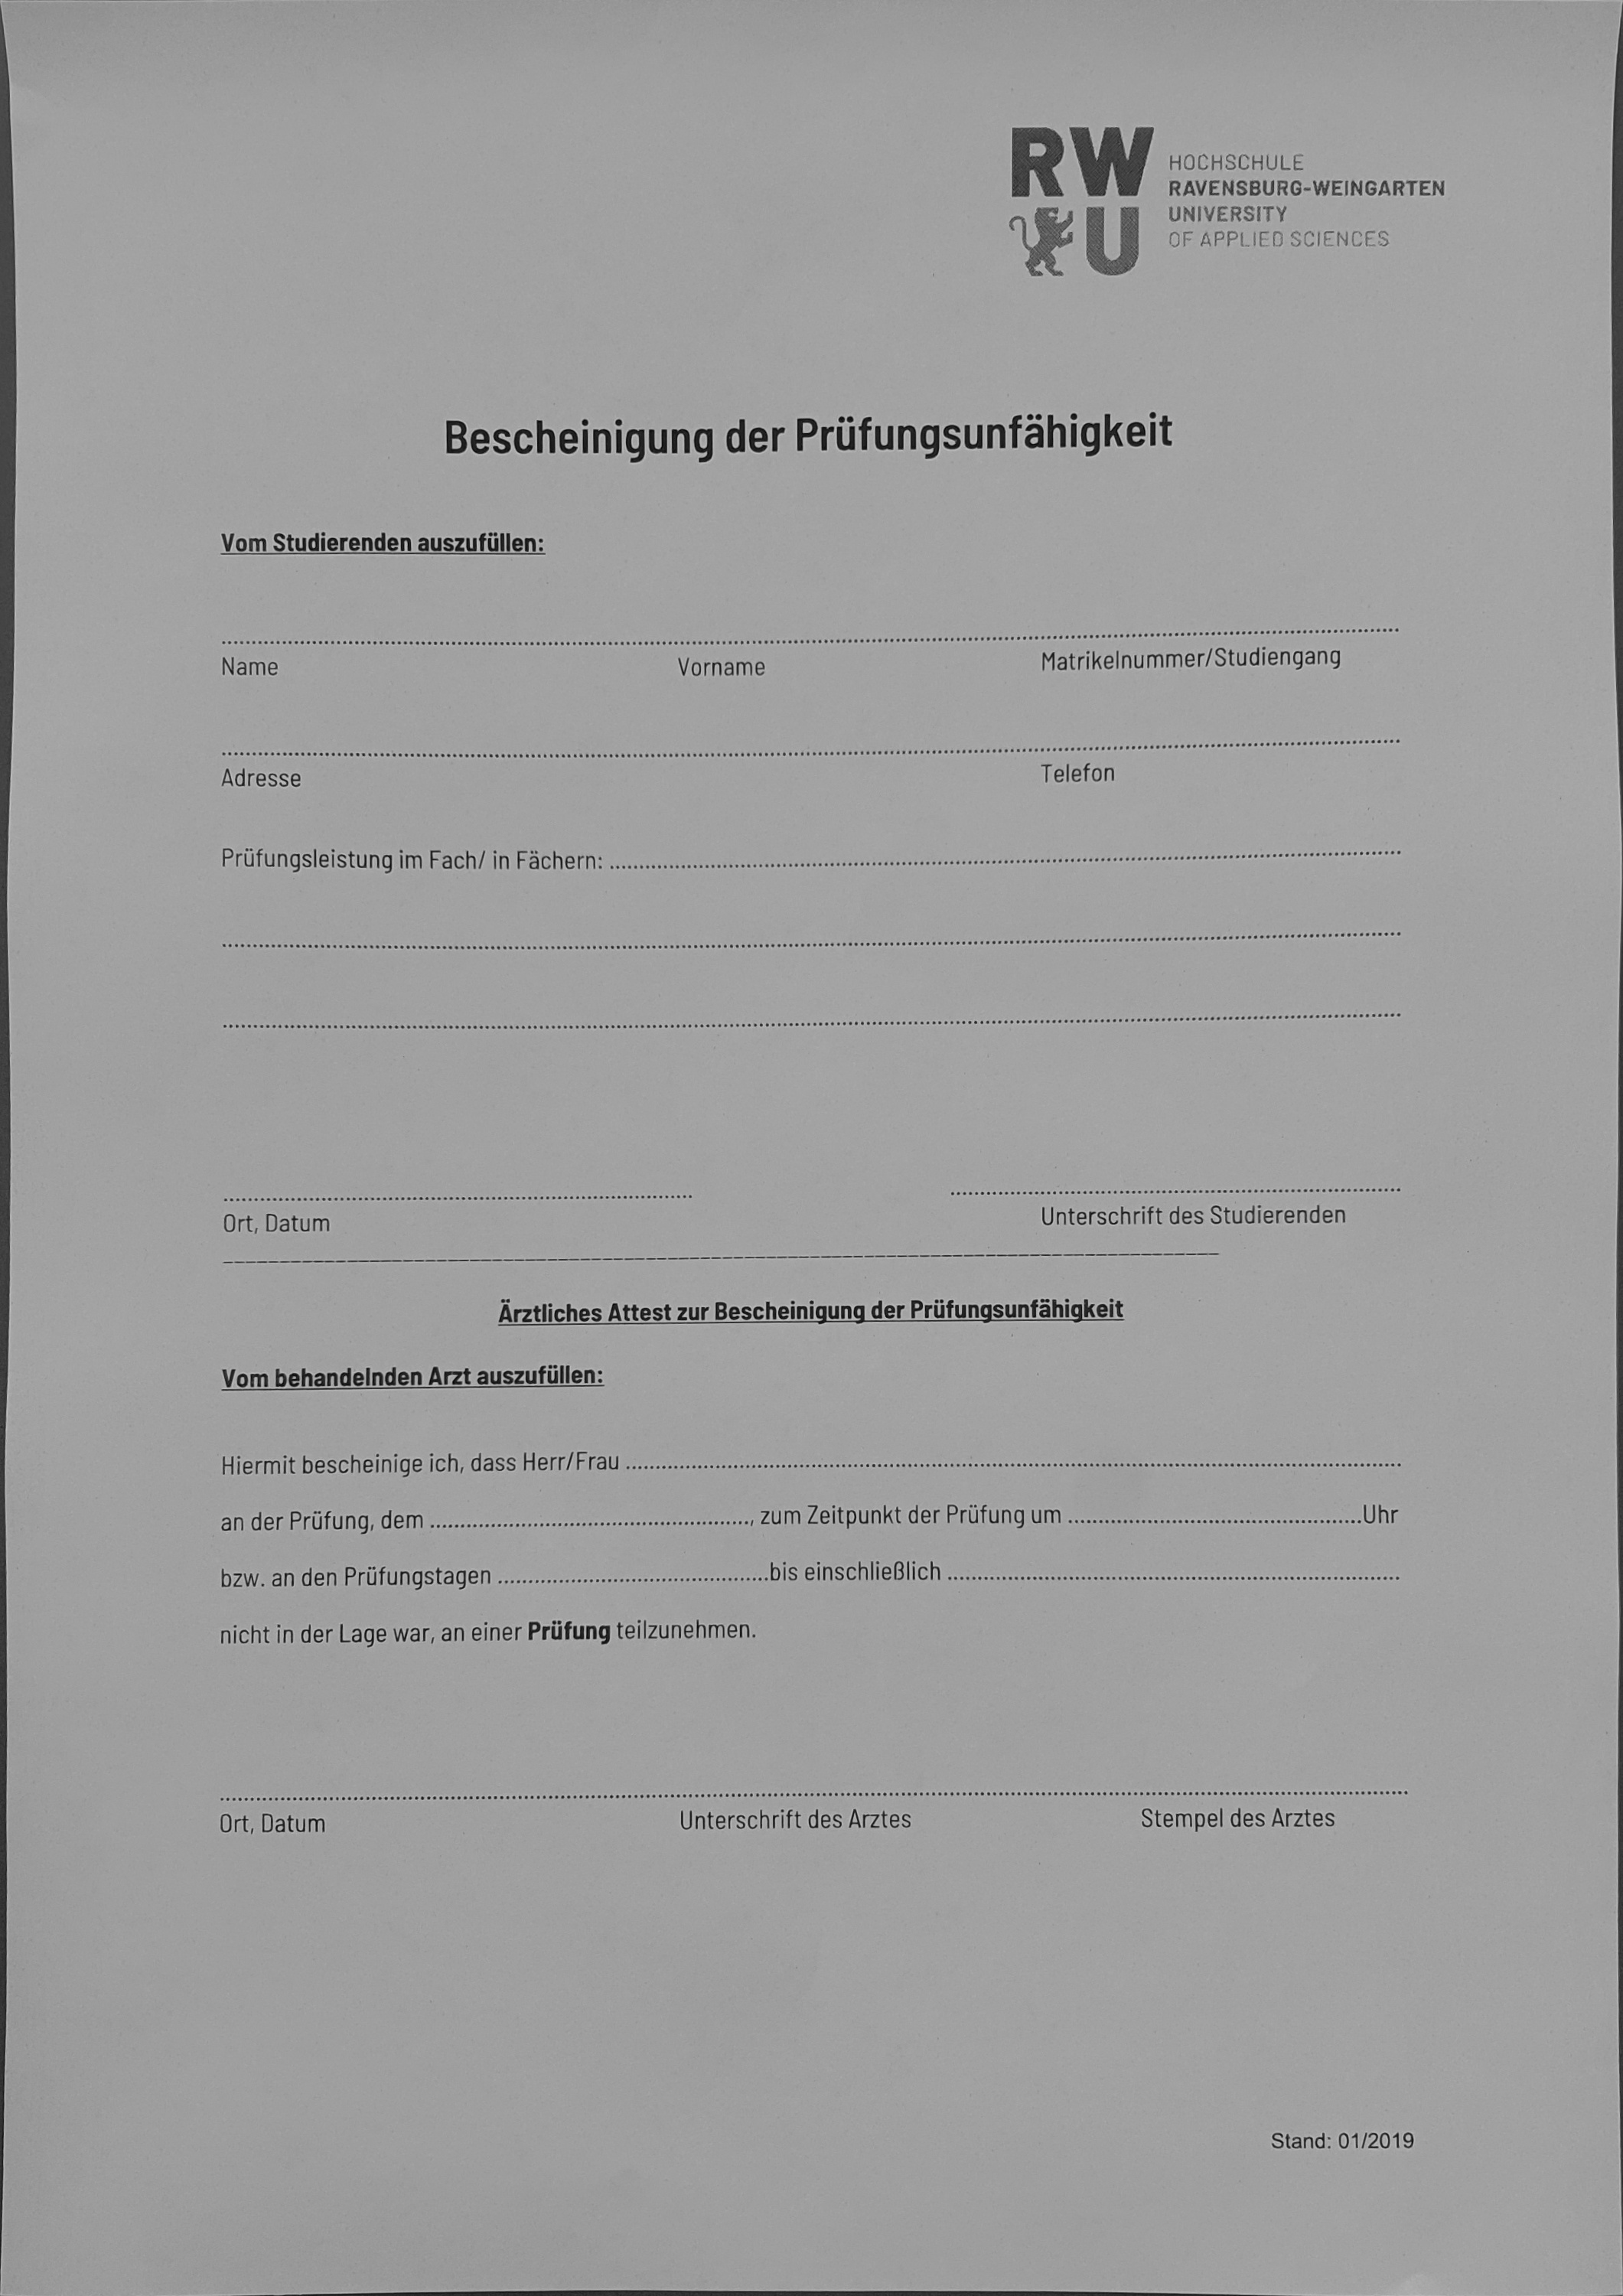 RW
U
HOCHSCHULE
RAVENSBURG-WEINGARTEN
UNIVERSITY
OF APPLIED SCIENCES
Bescheinigung der Prüfungsunfähigkeit
Vom Studierenden auszufüllen:
Name Vorname Matrikelnummer/Studiengang
Adresse Telefon
Prüfungsleistung im Fach/ in Fächern:
Ort, Datum Unterschrift des Studierenden
Ärztliches Attest zur Bescheinigung der Prüfungsunfähigkeit
Vom behandelnden Arzt auszufüllen:
Hiermit bescheinige ich, dass Herr/Frau
an der Prüfung, dem ..., zum Zeitpunkt der Prüfung um ...Uhr
bzw. an den Prüfungstagen ...bis einschließlich ...
nicht in der Lage war, an einer Prüfung teilzunehmen.
Ort, Datum Unterschrift des Arztes Stempel des Arztes
Stand: 01/2019